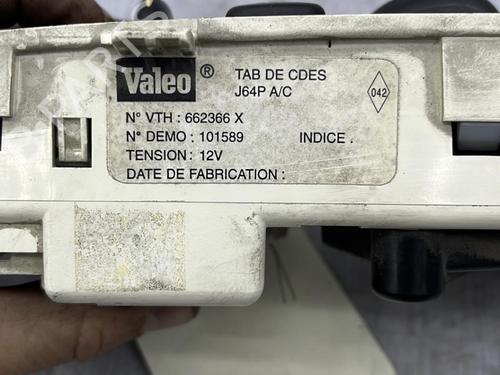 Valeo ® TAB DE CDES
J64P A/C
042
N° VTH : 662366 X
N° DEMO : 101589 INDICE .
TENSION : 12V
DATE DE FABRICATION :